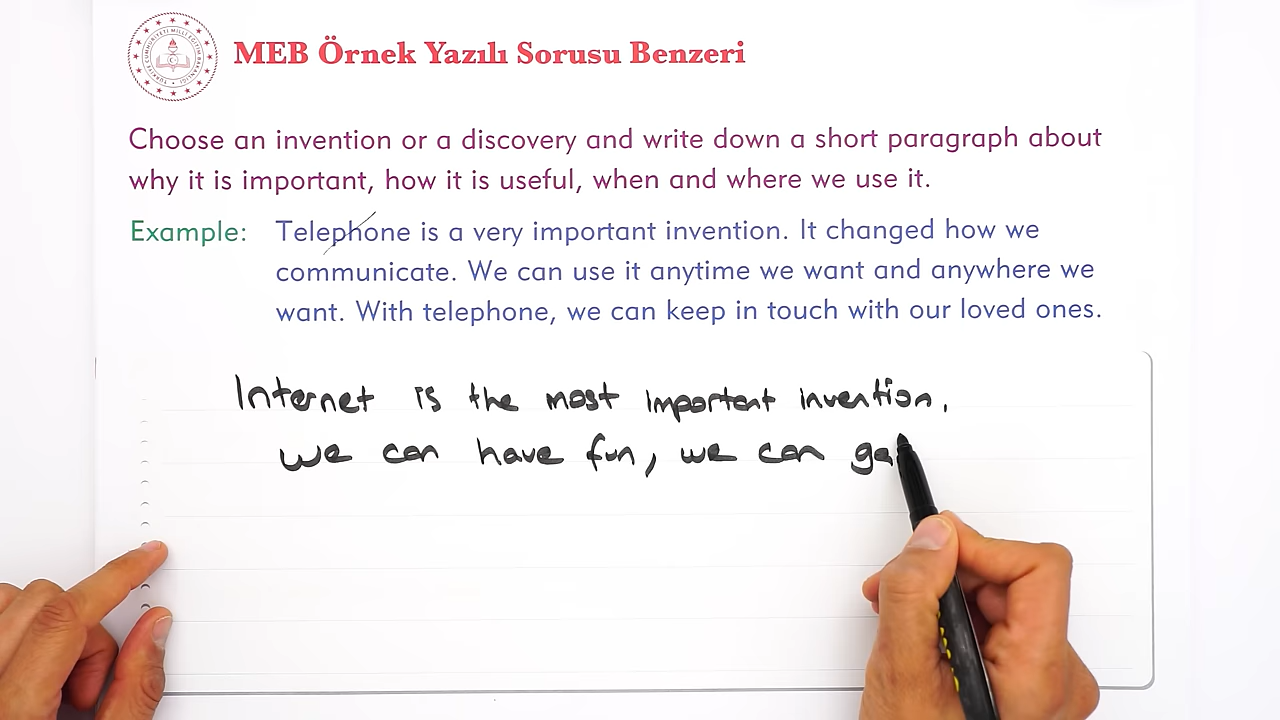 MEB Örnek Yazılı Sorusu Benzeri
Choose an invention or a discovery and write down a short paragraph about
why it is important, how it is useful, when and where we use it.
Example: Telephone is a very important invention. It changed how we
communicate. We can use it anytime we want and anywhere we
want. With telephone, we can keep in touch with our loved ones.
Internet is the most important invention.
We can have fun, we can